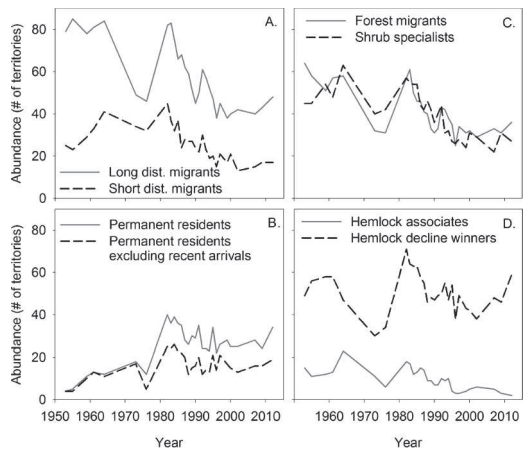 A.
80
60
40
20
0
Abundance (# of territories)
Long dist. migrants
Short dist. migrants
C.
Forest migrants
Shrub specialists
B.
Permanent residents
Permanent residents
excluding recent arrivals
80
60
40
20
0
Abundance (# of territories)
1950 1960 1970 1980 1990 2000 2010
Year
D.
Hemlock associates
Hemlock decline winners
1960 1970 1980 1990 2000 2010
Year